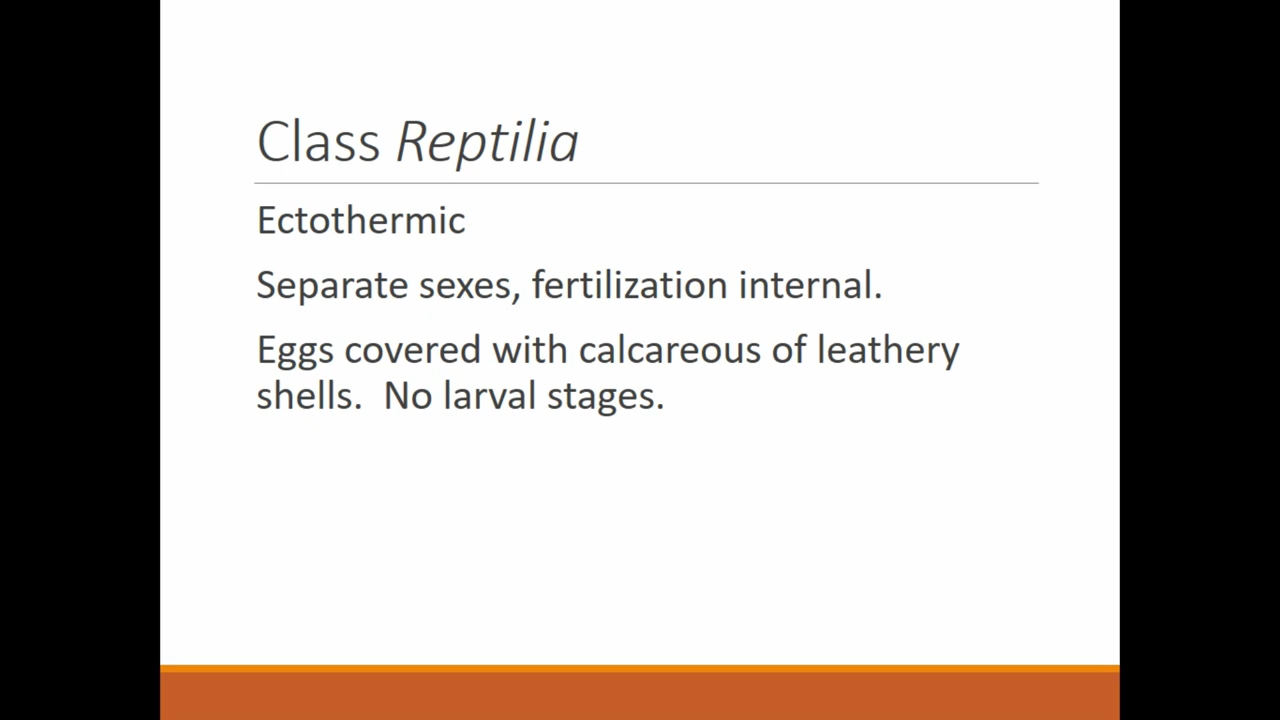 Class Reptilia
Ectothermic
Separate sexes, fertilization internal.
Eggs covered with calcareous of leathery
shells.  No larval stages.